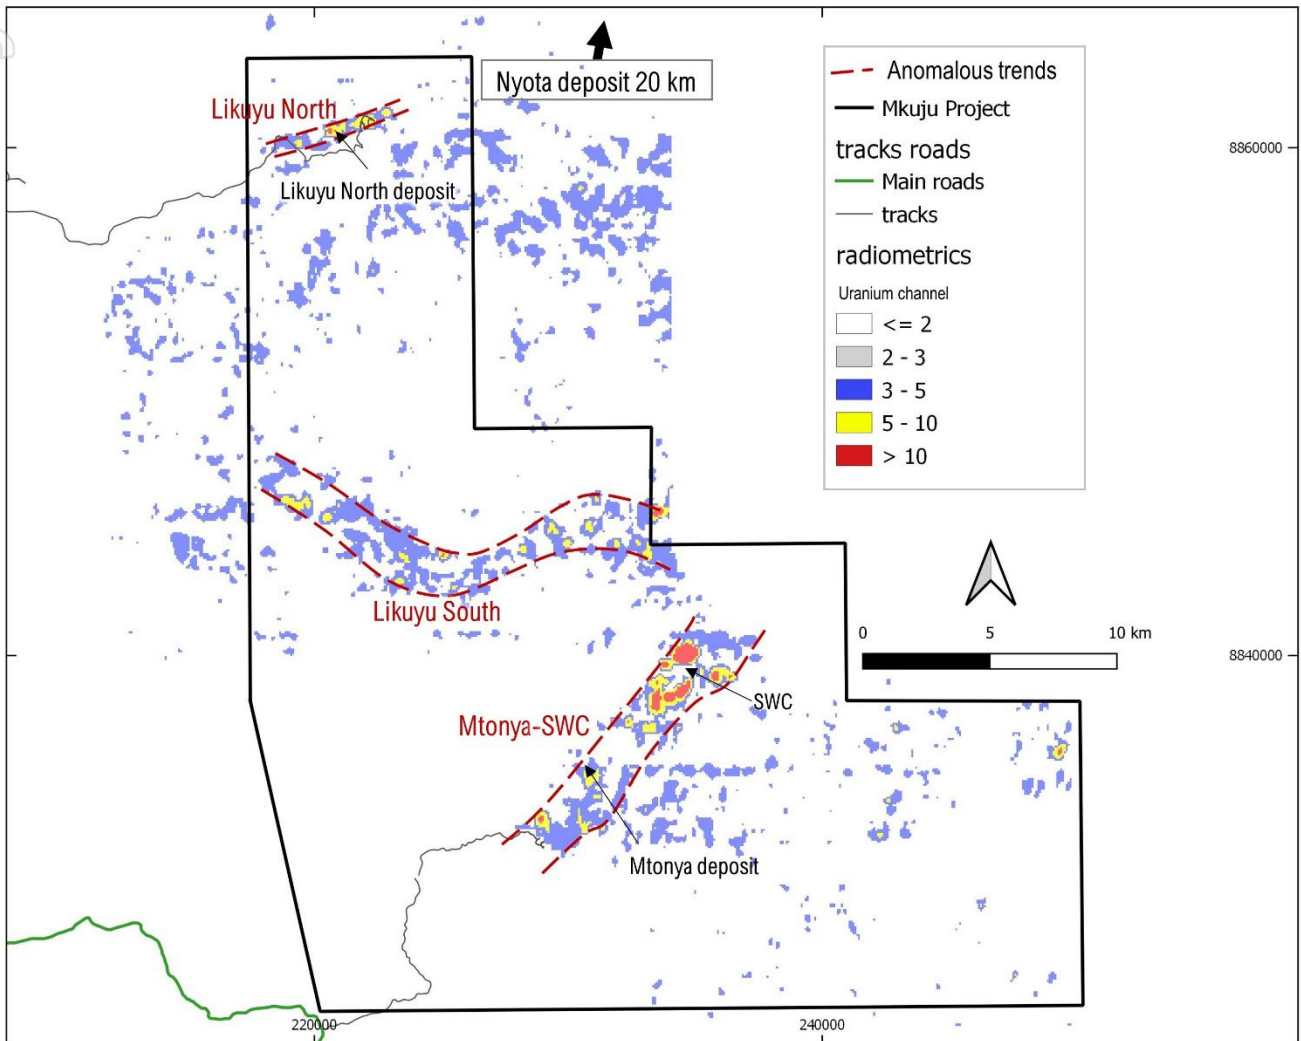 Nyota deposit 20 km
Likuyu North
Likuyu North deposit
Anomalous trends
Mkuju Project
tracks roads
Main roads
tracks
radiometrics
Uranium channel
<= 2
2 - 3
3 - 5
5 - 10
> 10
8860000
Likuyu South
0 5 10 km
8840000
SWC
Mtonya-SWC
Mtonya deposit
220000 240000